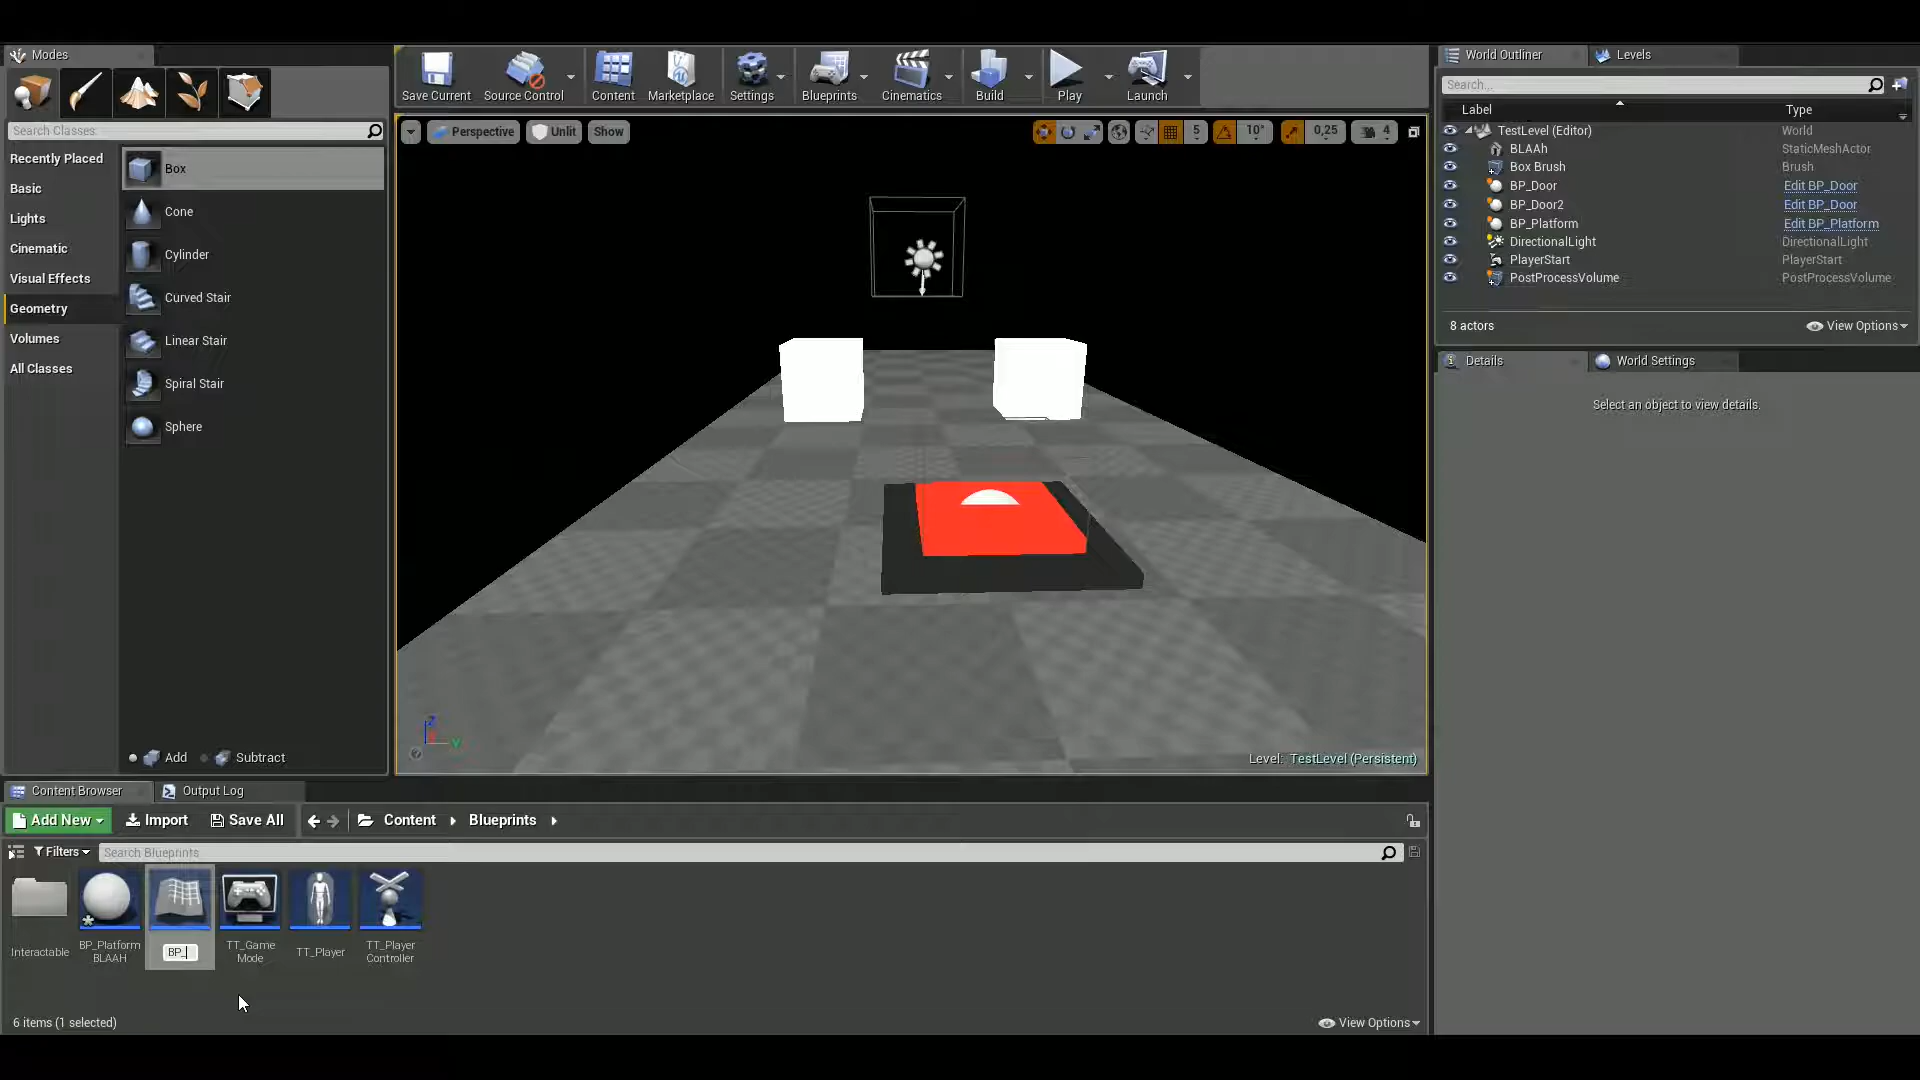 Modes
Save Current
Source Control
Content
Marketplace
Settings
Blueprints
Cinematics
Build
Play
Launch
Search Classes
Recently Placed
Basic
Lights
Cinematic
Visual Effects
Geometry
Volumes
All Classes
Box
Cone
Cylinder
Curved Stair
Linear Stair
Spiral Stair
Sphere
Add
Subtract
Perspective
Unlit
Show
5
10°
0,25
4
Z
Y
Level: TestLevel (Persistent)
World Outliner
Levels
Search...
Label Type
TestLevel (Editor) World
BLAAh StaticMeshActor
Box Brush Brush
BP_Door Edit BP_Door
BP_Door2 Edit BP_Door
BP_Platform Edit BP_Platform
DirectionalLight DirectionalLight
PlayerStart PlayerStart
PostProcessVolume PostProcessVolume
8 actors
View Options
Details
World Settings
Select an object to view details.
Content Browser
Output Log
Add New
Import
Save All
Content
Blueprints
Filters
Search Blueprints
Interactable
BP_Platform
BLAAH
BP_
TT_Game
Mode
TT_Player
TT_Player
Controller
6 items (1 selected)
View Options